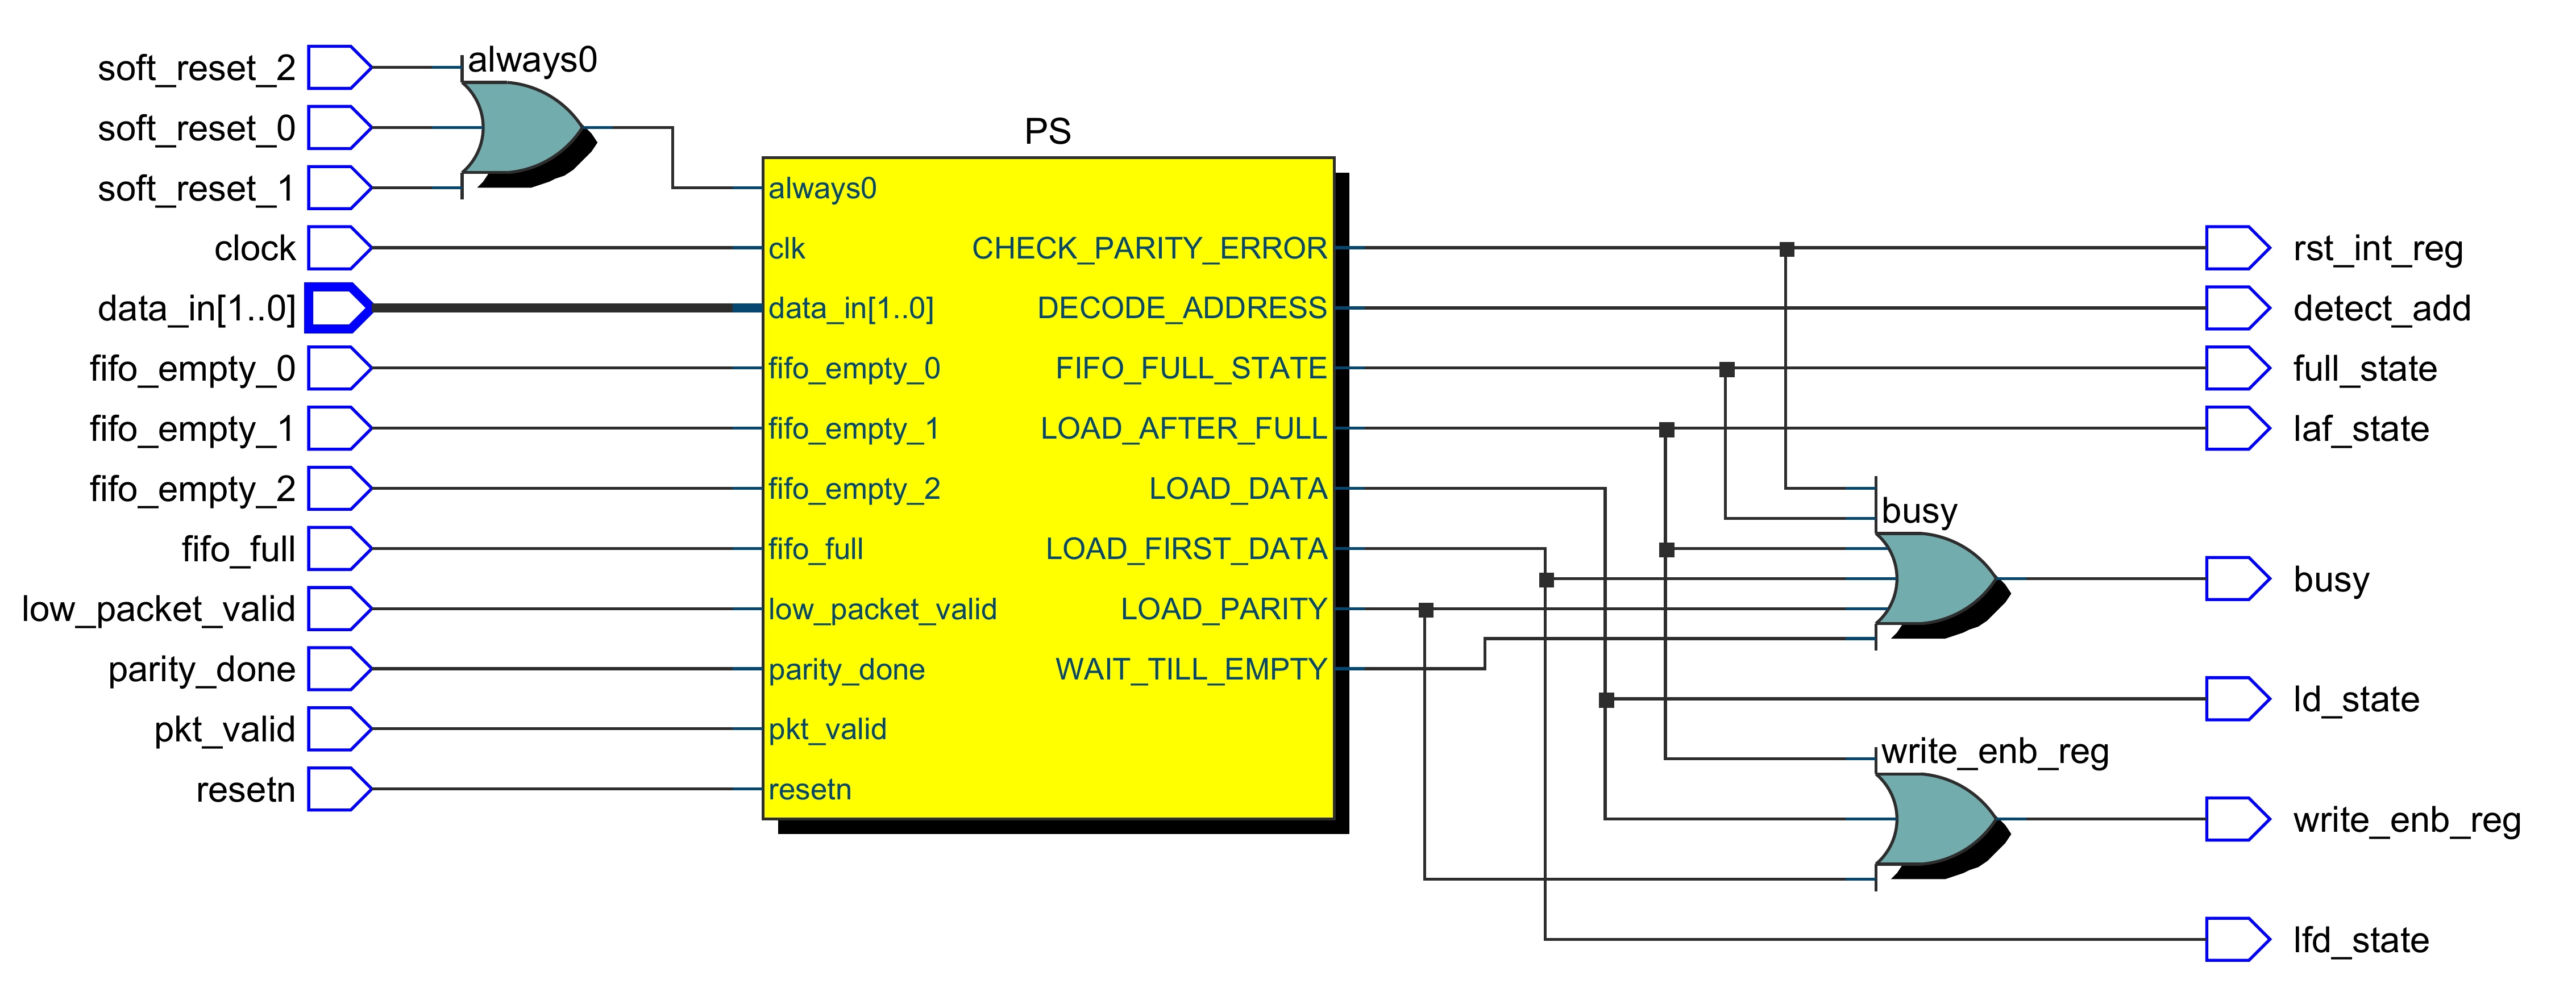 soft_reset_2
always0
soft_reset_0
soft_reset_1
clock
data_in[1..0]
fifo_empty_0
fifo_empty_1
fifo_empty_2
fifo_full
low_packet_valid
parity_done
pkt_valid
resetn
PS
always0
clk
data_in[1..0]
fifo_empty_0
fifo_empty_1
fifo_empty_2
fifo_full
low_packet_valid
parity_done
pkt_valid
resetn
CHECK_PARITY_ERROR
DECODE_ADDRESS
FIFO_FULL_STATE
LOAD_AFTER_FULL
LOAD_DATA
LOAD_FIRST_DATA
LOAD_PARITY
WAIT_TILL_EMPTY
busy
write_enb_reg
rst_int_reg
detect_add
full_state
laf_state
busy
ld_state
write_enb_reg
lfd_state